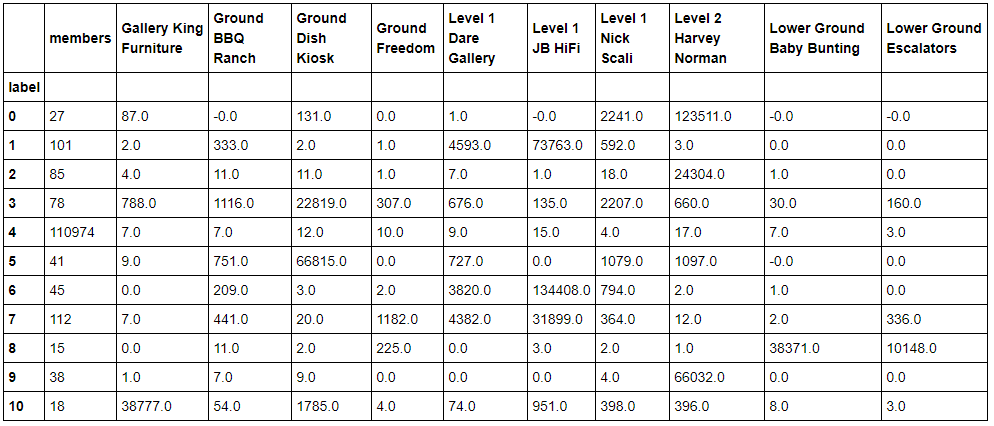 members Gallery King Furniture Ground BBQ Ranch Ground Dish Kiosk Ground Freedom Level 1 Dare Gallery Level 1 JB HiFi Level 1 Nick Scali Level 2 Harvey Norman Lower Ground Baby Bunting Lower Ground Escalators
label
0 27 87.0 -0.0 131.0 0.0 1.0 -0.0 2241.0 123511.0 -0.0 -0.0
1 101 2.0 333.0 2.0 1.0 4593.0 73763.0 592.0 3.0 0.0 0.0
2 85 4.0 11.0 11.0 1.0 7.0 1.0 18.0 24304.0 1.0 0.0
3 78 788.0 1116.0 22819.0 307.0 676.0 135.0 2207.0 660.0 30.0 160.0
4 110974 7.0 7.0 12.0 10.0 9.0 15.0 4.0 17.0 7.0 3.0
5 41 9.0 751.0 66815.0 0.0 727.0 0.0 1079.0 1097.0 -0.0 0.0
6 45 0.0 209.0 3.0 2.0 3820.0 134408.0 794.0 2.0 1.0 0.0
7 112 7.0 441.0 20.0 1182.0 4382.0 31899.0 364.0 12.0 2.0 336.0
8 15 0.0 11.0 2.0 225.0 0.0 3.0 2.0 1.0 38371.0 10148.0
9 38 1.0 7.0 9.0 0.0 0.0 0.0 4.0 66032.0 0.0 0.0
10 18 38777.0 54.0 1785.0 4.0 74.0 951.0 398.0 396.0 8.0 3.0